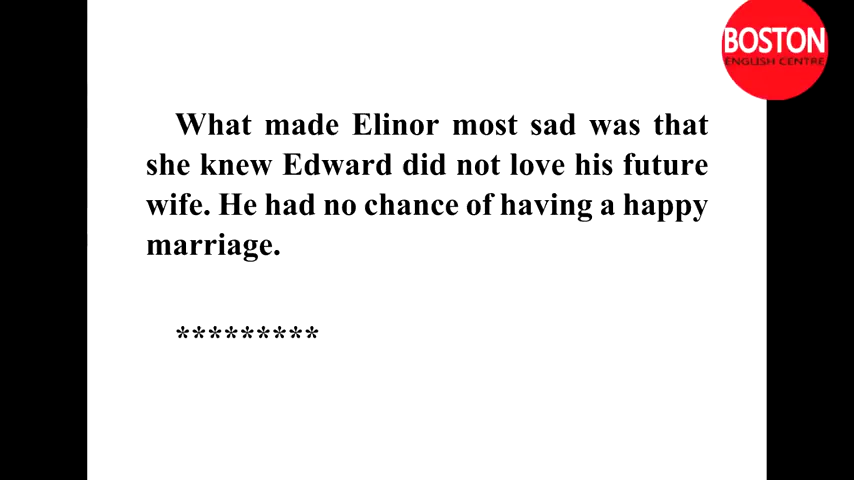 BOSTON
ENGLISH CENTRE
What made Elinor most sad was that
she knew Edward did not love his future
wife. He had no chance of having a happy
marriage.
*********